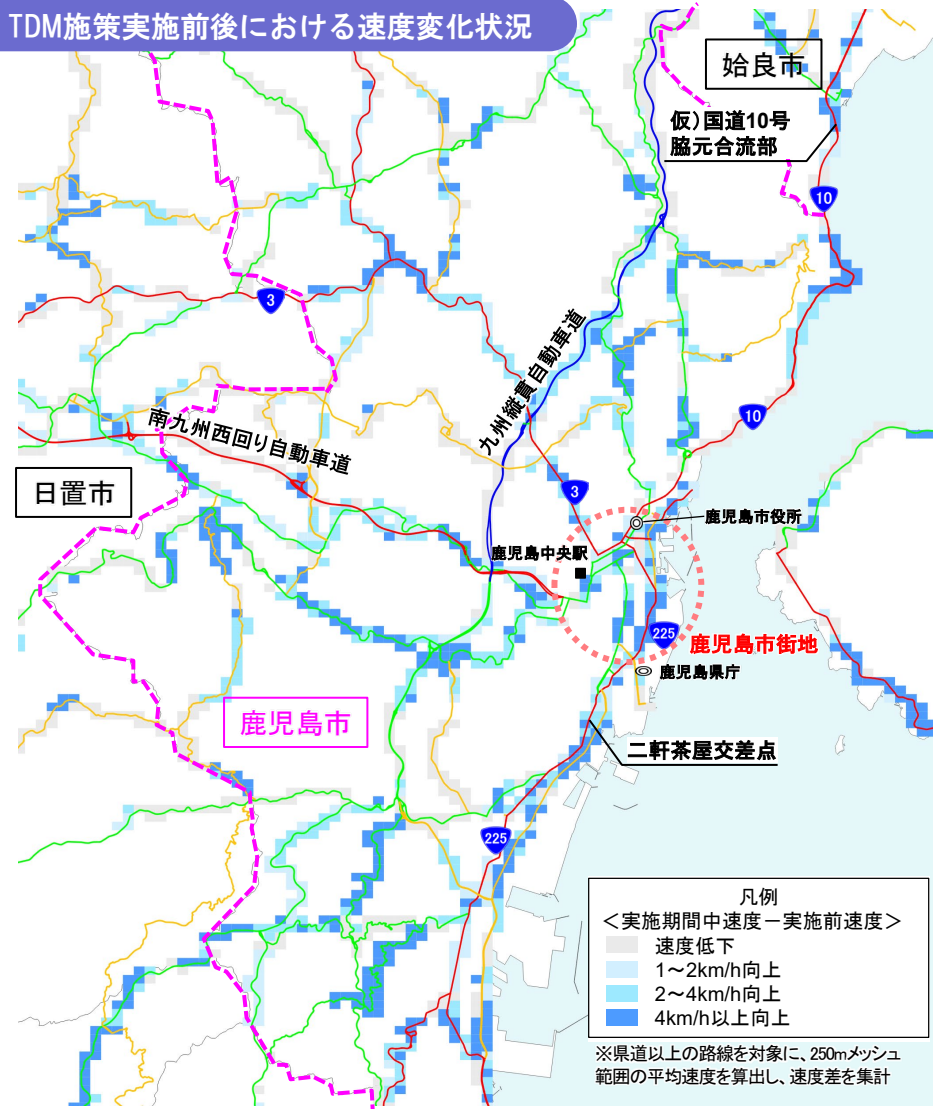 TDM施策実施前後における速度変化状況
姶良市
仮)国道10号
脇元合流部
10
3
九州縦貫自動車道
10
南九州西回り自動車道
日置市
3
鹿児島市役所
鹿児島中央駅
225
鹿児島市街地
鹿児島県庁
鹿児島市
二軒茶屋交差点
225
凡例
<実施期間中速度－実施前速度>
速度低下
1～2km/h向上
2～4km/h向上
4km/h以上向上
※県道以上の路線を対象に、250mメッシュ
範囲の平均速度を算出し、速度差を集計